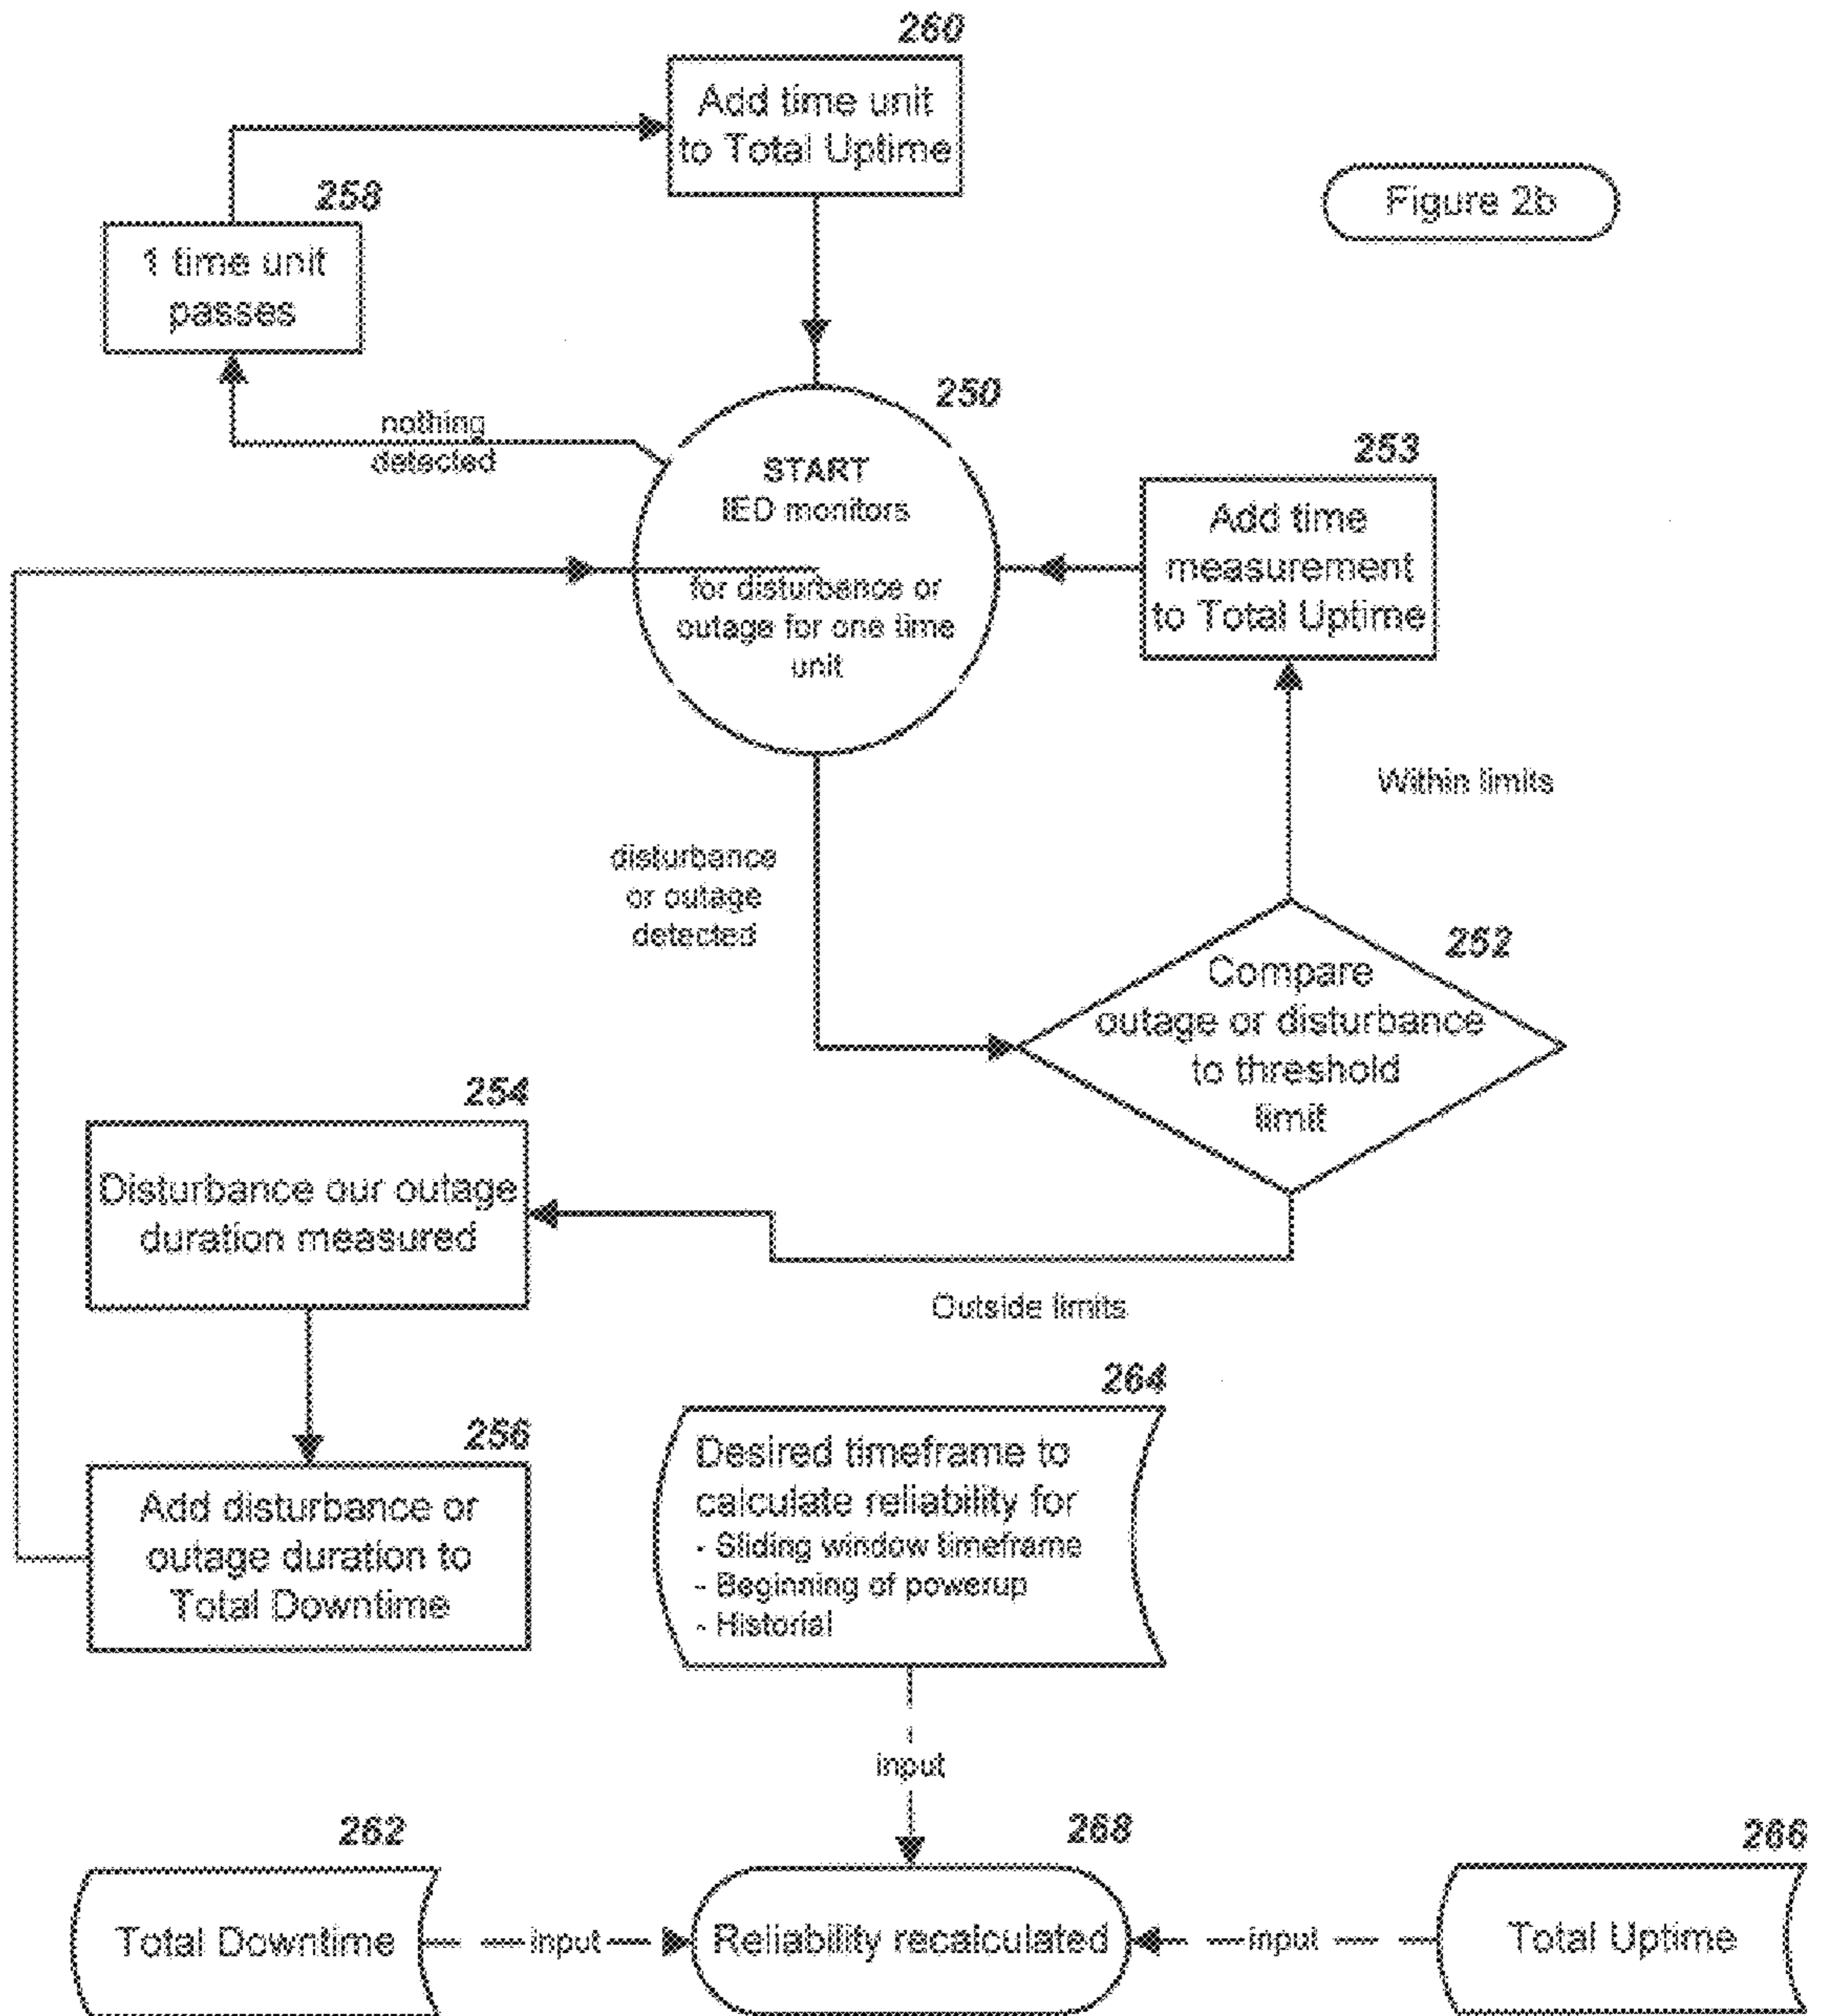 260
Add time unit
to Total Uptime
Figure 2b
258
1 time unit
passes
nothing
detected
250
START
IED monitors
for disturbance or
outage for one time
unit
253
Add time
measurement
to Total Uptime
Within limits
disturbance
or outage
detected
252
Compare
outage or disturbance
to threshold
limit
254
Disturbance our outage
duration measured
Outside limits
256
Add disturbance or
outage duration to
Total Downtime
264
Desired timeframe to
calculate reliability for
- Sliding window timeframe
- Beginning of powerup
- Historial
input
262
Total Downtime
input
268
Reliability recalculated
input
266
Total Uptime